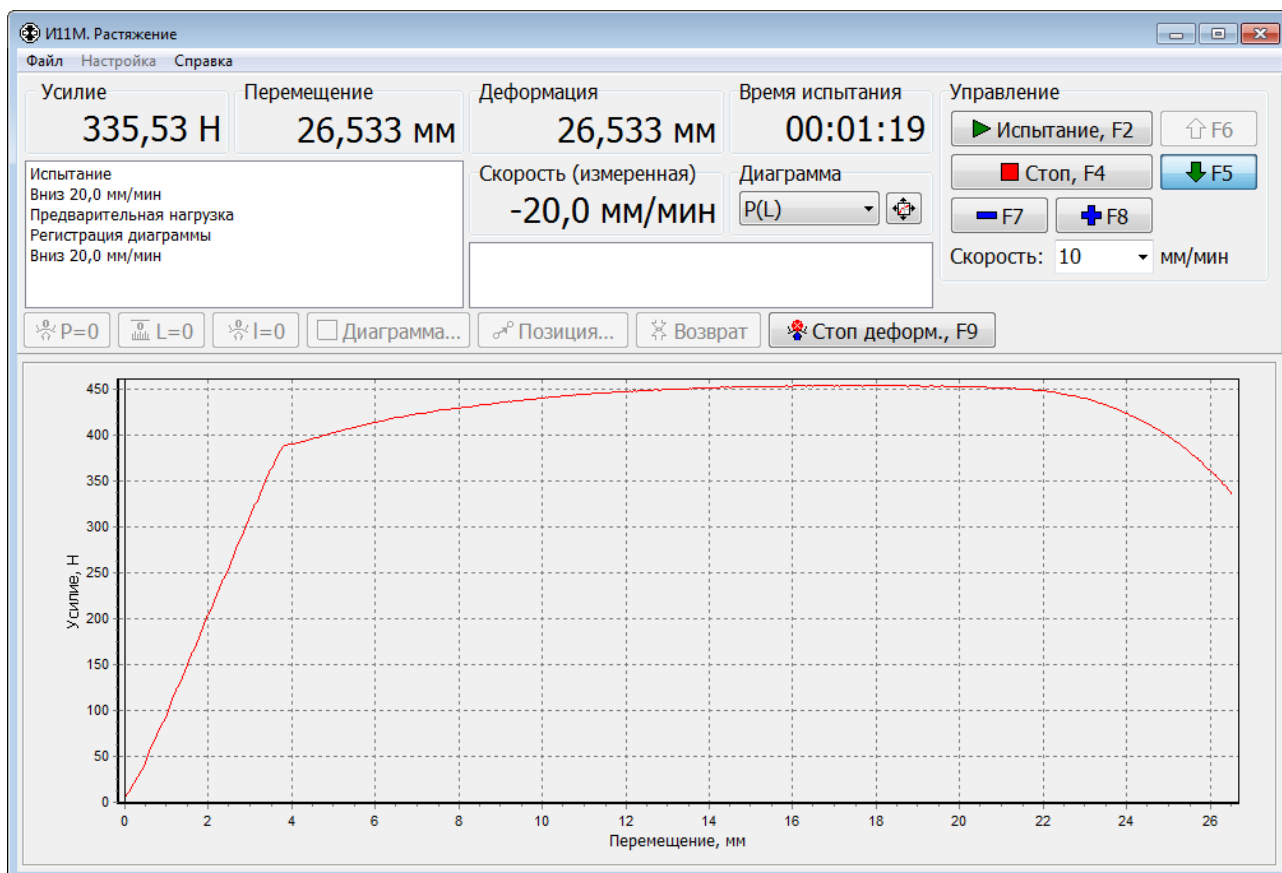 И11М. Растяжение
Файл Настройка Справка
Усилие Перемещение Деформация Время испытания Управление
335,53 Н 26,533 мм 26,533 мм 00:01:19
Испытание, F2 F6
Испытание
Вниз 20,0 мм/мин
Предварительная нагрузка
Регистрация диаграммы
Вниз 20,0 мм/мин
Скорость (измеренная) Диаграмма
-20,0 мм/мин P(L)
Стоп, F4 F5
F7 F8
Скорость: 10 мм/мин
P=0 L=0 l=0 Диаграмма... Позиция... Возврат Стоп деформ., F9
450
400
350
300
250
200
150
100
50
0
Усилие, Н
0 2 4 6 8 10 12 14 16 18 20 22 24 26
Перемещение, мм